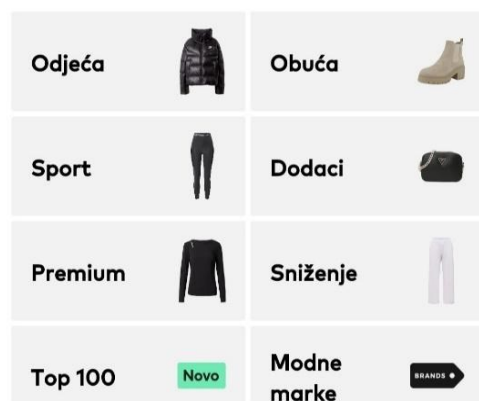 Odjeća
Obuća
Sport
Dodaci
Premium
Sniženje
Top 100
Novo
Modne
marke
BRANDS